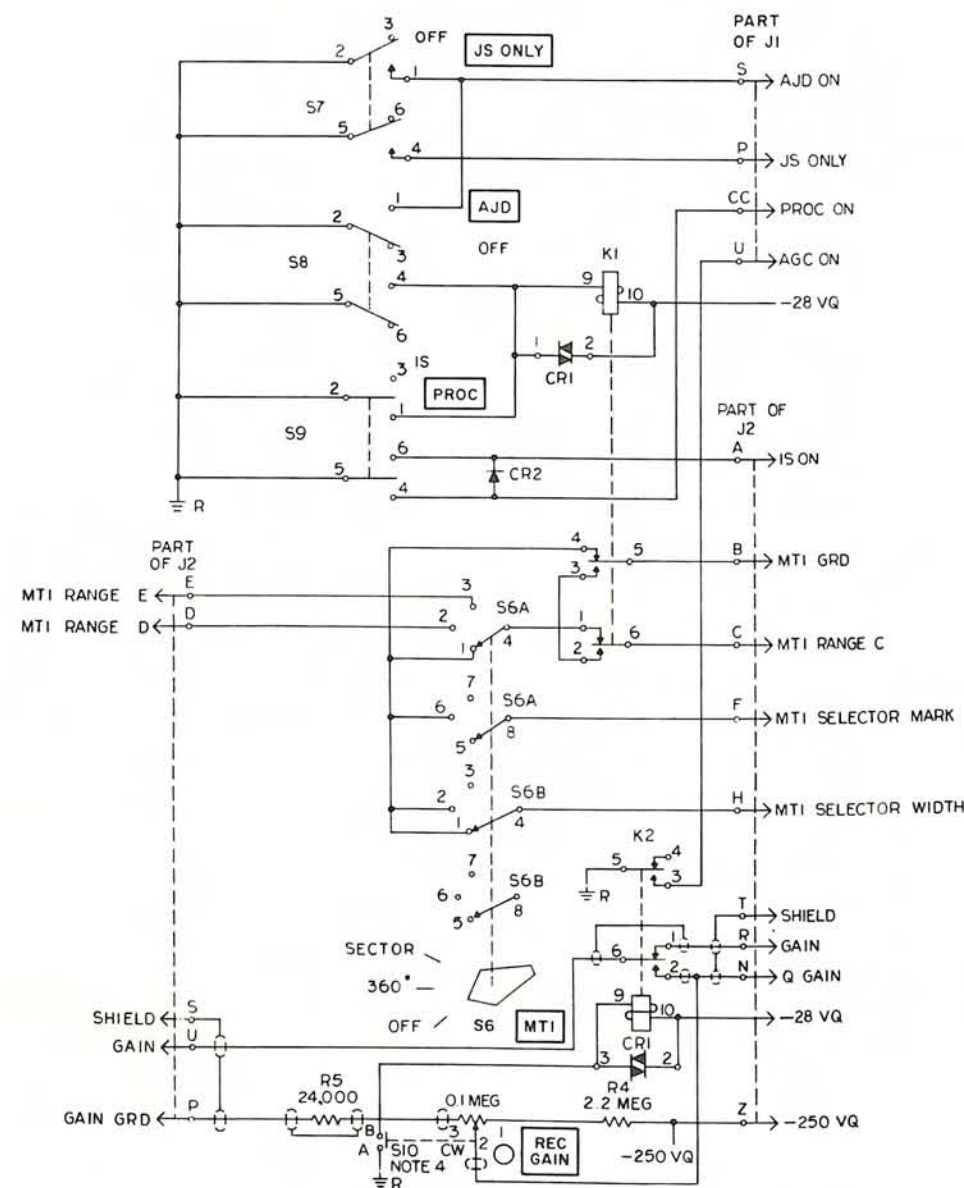 3 OFF JS ONLY PART
OF J1
2
1 S AJD ON
S7
6
5
4 P JS ONLY
1 AJD CC PROC ON
2
3 OFF U AGC ON
S8 K1
4 9
10 -28 VQ
5
6 1 2
CR1
3 IS
2 PROC PART OF
J2
1
S9
6 A IS ON
5 CR2
4
R
PART
OF J2
4 5 B MTI GRD
E 3
MTI RANGE E 3
D S6A 1
MTI RANGE D 2
4 6 C MTI RANGE C
1 2
7
S6A
6 F MTI SELECTOR MARK
5 8
3
S6B
2 H MTI SELECTOR WIDTH
1 4
K2
4
7 5
3
S6B R
6 T SHIELD
5 8
1 R GAIN
SECTOR 6
2 N Q GAIN
360°
9 10 -28 VQ
OFF S6 MTI
S
SHIELD
CR1
U
GAIN 3 2
R5 R4
24,000 0.1 MEG 2.2 MEG
P Z
GAIN GRD -250 VQ
B 3 1
S10 CW 2 REC
GAIN -250 VQ
A NOTE 4
R